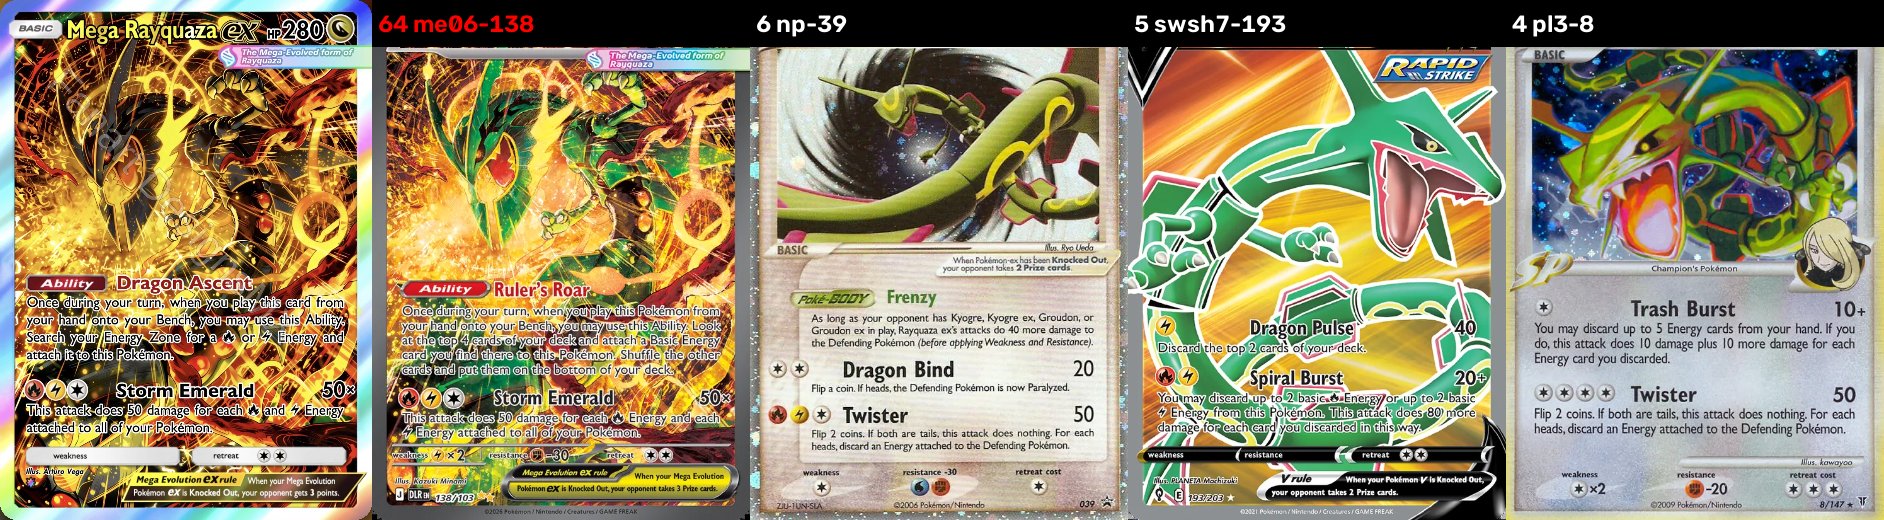 BASIC Mega Rayquaza ex HP 280
The Mega-Evolved form of
Rayquaza
Ability Dragon Ascent
Once during your turn, when you play this card from
your hand onto your Bench, you may use this Ability.
Search your Energy Zone for a or Energy and
attach it to this Pokémon.
Storm Emerald 50×
This attack does 50 damage for each and Energy
attached to all of your Pokémon.
weakness retreat
Illus. Arturo Vega
Mega Evolution ex rule When your Mega Evolution
Pokémon ex is Knocked Out, your opponent gets 3 points.
64 me06-138
The Mega-Evolved form of
Rayquaza
Ability Ruler's Roar
Once during your turn, when you play this Pokémon from
your hand onto your Bench, you may use this Ability. Look
at the top 4 cards of your deck and attach a Basic Energy
card you find there to this Pokémon. Shuffle the other
cards and put them on the bottom of your deck.
Storm Emerald 50×
This attack does 50 damage for each Energy and each
Energy attached to all of your Pokémon.
weakness ×2 resistance -30 retreat
Illus. Kazuki Minami
J DLR EN 138/103
Mega Evolution ex rule When your Mega Evolution
Pokémon ex is Knocked Out, your opponent takes 3 Prize cards.
©2026 Pokémon / Nintendo / Creatures / GAME FREAK
6 np-39
BASIC
Illus. Ryo Ueda
When Pokémon-ex has been Knocked Out,
your opponent takes 2 Prize cards.
Poké-BODY Frenzy
As long as your opponent has Kyogre, Kyogre ex, Groudon, or
Groudon ex in play, Rayquaza ex's attacks do 40 more damage to
the Defending Pokémon (before applying Weakness and Resistance).
Dragon Bind 20
Flip a coin. If heads, the Defending Pokémon is now Paralyzed.
Twister 50
Flip 2 coins. If both are tails, this attack does nothing. For each
heads, discard an Energy attached to the Defending Pokémon.
weakness resistance -30 retreat cost
©2006 Pokémon/Nintendo 039
5 swsh7-193
RAPID
STRIKE
Dragon Pulse 40
Discard the top 2 cards of your deck.
Spiral Burst 20+
You may discard up to 2 basic Energy or up to 2 basic
Energy from this Pokémon. This attack does 80 more
damage for each card you discarded in this way.
weakness resistance retreat
Illus. PLANETA Mochizuki
E 193/203
V rule When your Pokémon V is Knocked Out,
your opponent takes 2 Prize cards.
©2021 Pokémon / Nintendo / Creatures / GAME FREAK
4 pl3-8
BASIC
SP
Champion's Pokémon
Trash Burst 10+
You may discard up to 5 Energy cards from your hand. If you
do, this attack does 10 damage plus 10 more damage for each
Energy card you discarded.
Twister 50
Flip 2 coins. If both are tails, this attack does nothing. For each
heads, discard an Energy attached to the Defending Pokémon.
Illus. kawayoo
weakness resistance retreat cost
×2 -20
©2009 Pokémon/Nintendo 8/147